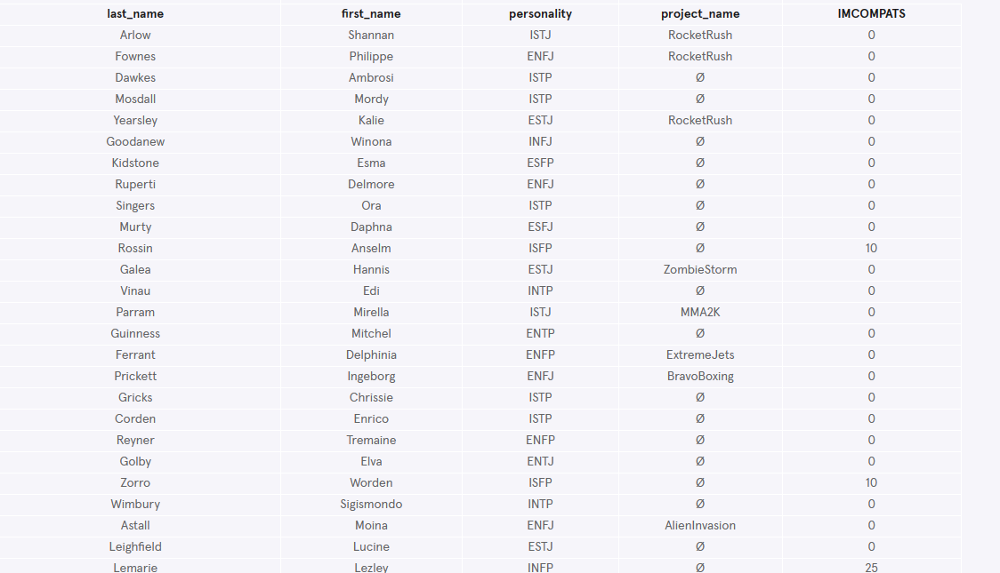 last_name first_name personality project_name IMCOMPATS
Arlow Shannan ISTJ RocketRush 0
Fownes Philippe ENFJ RocketRush 0
Dawkes Ambrosi ISTP Ø 0
Mosdall Mordy ISTP Ø 0
Yearsley Kalie ESTJ RocketRush 0
Goodanew Winona INFJ Ø 0
Kidstone Esma ESFP Ø 0
Ruperti Delmore ENFJ Ø 0
Singers Ora ISTP Ø 0
Murty Daphna ESFJ Ø 0
Rossin Anselm ISFP Ø 10
Galea Hannis ESTJ ZombieStorm 0
Vinau Edi INTP Ø 0
Parram Mirella ISTJ MMA2K 0
Guinness Mitchel ENTP Ø 0
Ferrant Delphinia ENFP ExtremeJets 0
Prickett Ingeborg ENFJ BravoBoxing 0
Gricks Chrissie ISTP Ø 0
Corden Enrico ISTP Ø 0
Reyner Tremaine ENFP Ø 0
Golby Elva ENTJ Ø 0
Zorro Worden ISFP Ø 10
Wimbury Sigismondo INTP Ø 0
Astall Moina ENFJ AlienInvasion 0
Leighfield Lucine ESTJ Ø 0
Lemarie Lezley INFP Ø 25